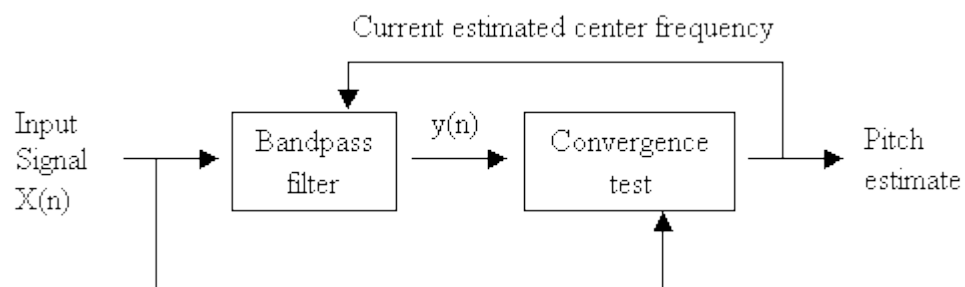 Current estimated center frequency
Input
Signal
X(n)
Bandpass
filter
y(n)
Convergence
test
Pitch
estimate